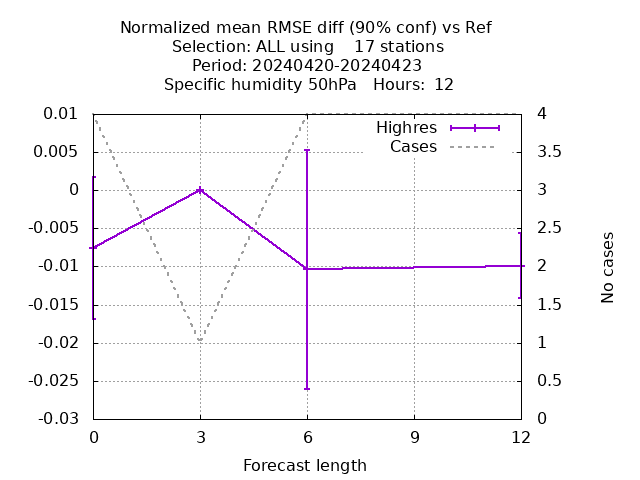 Normalized mean RMSE diff (90% conf) vs Ref
Selection: ALL using    17 stations
Period: 20240420-20240423
Specific humidity 50hPa   Hours:  12
0.01
0.005
0
-0.005
-0.01
-0.015
-0.02
-0.025
-0.03
Highres
Cases
4
3.5
3
2.5
2
1.5
1
0.5
0
No cases
0 3 6 9 12
Forecast length